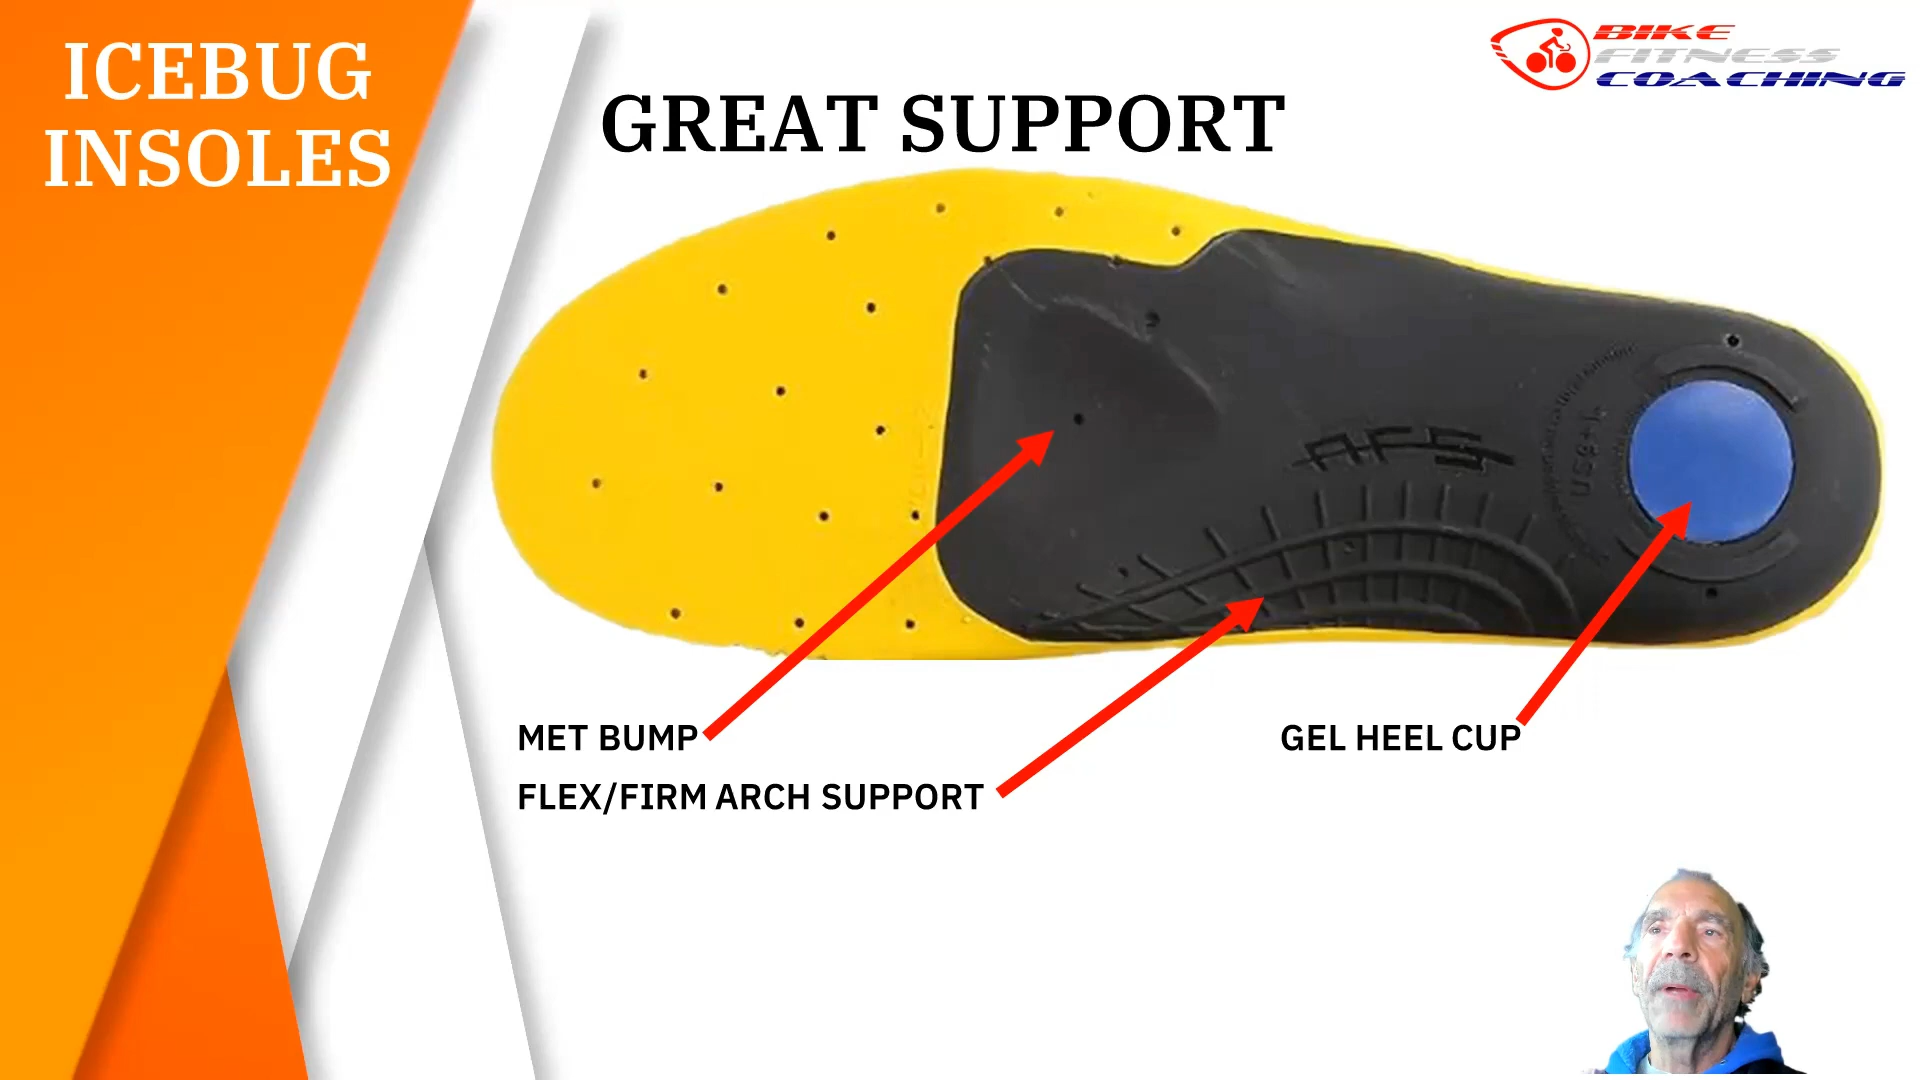 ICEBUG
INSOLES
BIKE
FITNESS
COACHING
GREAT SUPPORT
AFS
MET BUMP
GEL HEEL CUP
FLEX/FIRM ARCH SUPPORT